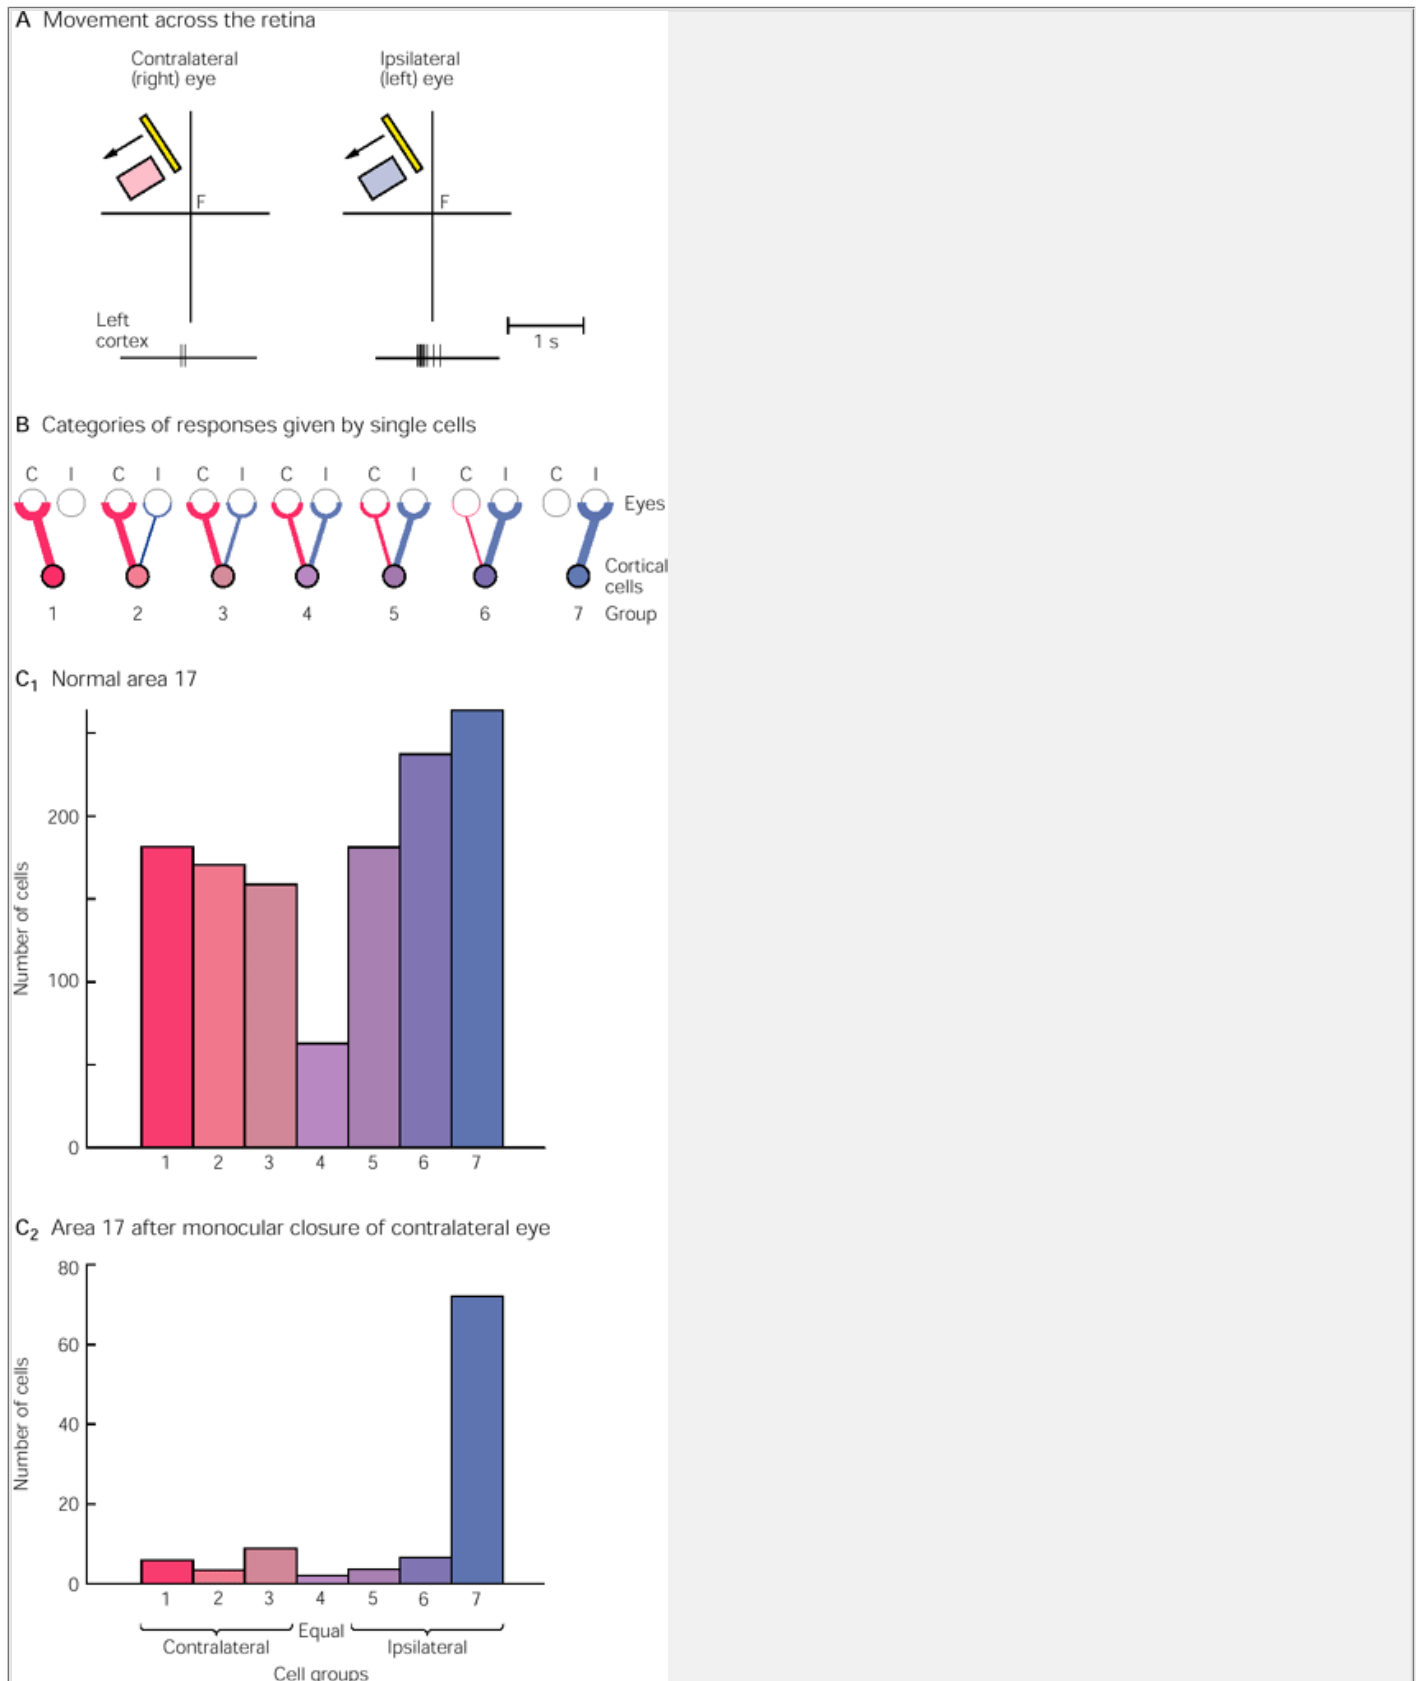 A Movement across the retina
Contralateral
(right) eye
Ipsilateral
(left) eye
F
F
Left
cortex
1 s
B Categories of responses given by single cells
C I C I C I C I C I C I C I
Eyes
Cortical
cells
1 2 3 4 5 6 7 Group
C1 Normal area 17
200
100
0
Number of cells
1 2 3 4 5 6 7
C2 Area 17 after monocular closure of contralateral eye
80
60
40
20
0
Number of cells
1 2 3 4 5 6 7
Contralateral Equal Ipsilateral
Cell groups